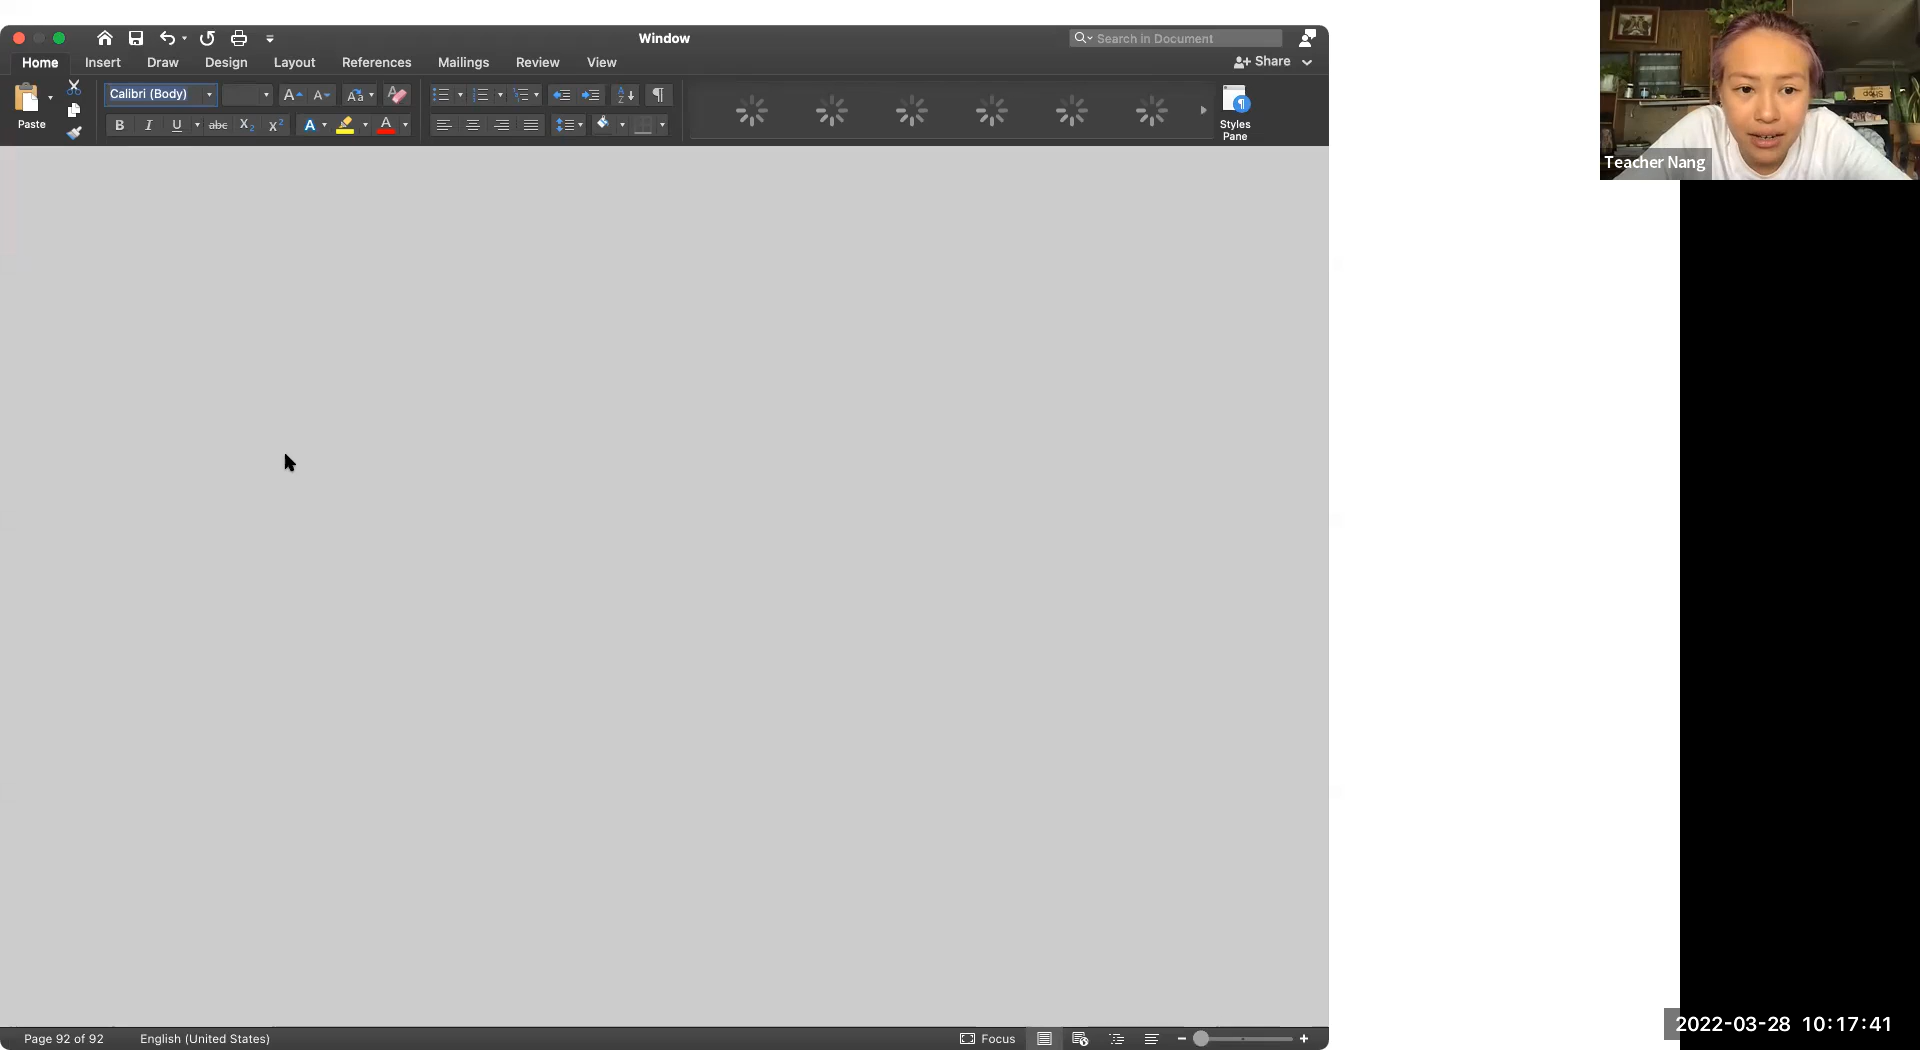 Window
Search in Document
Home Insert Draw Design Layout References Mailings Review View
Share
Paste
Calibri (Body)
Styles
Pane
Teacher Nang
Page 92 of 92
English (United States)
Focus
2022-03-28 10:17:41